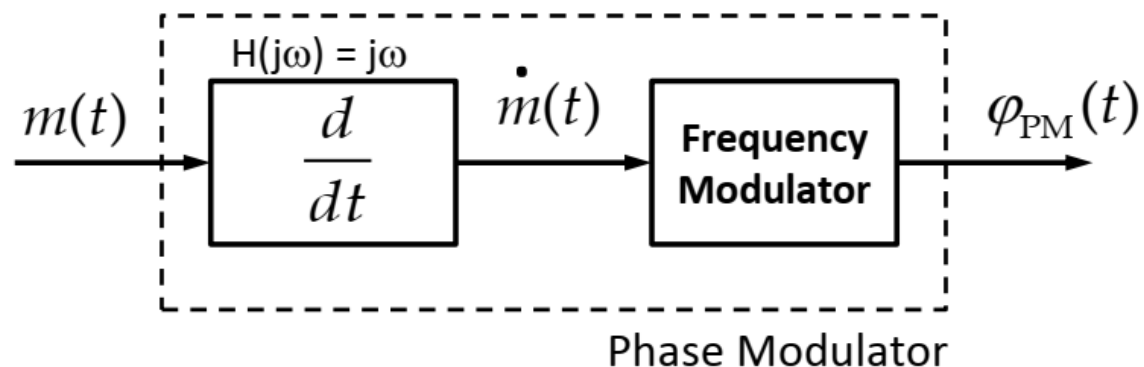 H(jω) = jω
m(t)
d
dt
ṁ(t)
Frequency
Modulator
φPM(t)
Phase Modulator